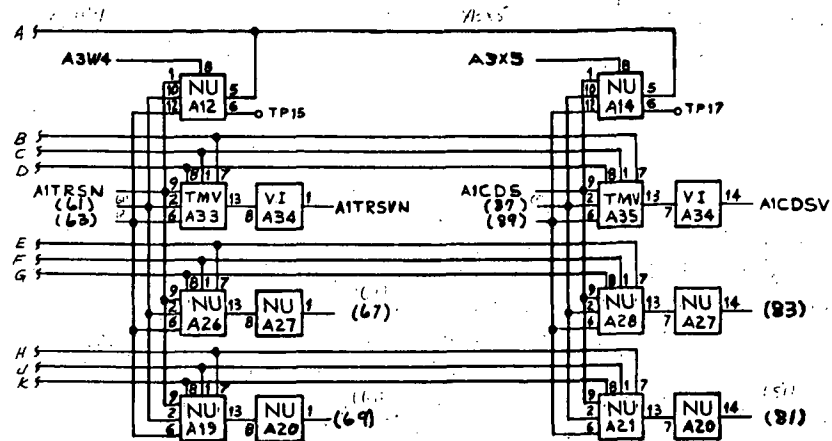 A
A3W4 8 A3X5 8
1 10 12 NU A12 5 6 TP15 1 10 12 NU A14 5 6 TP17
B
C
D
8 1 7 8 1 7
A1TRSN 9 TMV A33 13 VI A34 1 A1TRSVN A1CDS 9 TMV A35 13 VI A34 14 A1CDSV
(61) 2 8 (87) 2 7
(63) 6 (89) 6
E
F
G
8 1 7 8 1 7
9 2 6 NU A26 13 8 NU A27 1 (67) 9 2 6 NU A28 13 7 NU A27 14 (83)
H
J
K
8 1 7 8 1 7
9 2 6 NU A19 13 8 NU A20 1 (69) 9 2 6 NU A21 13 7 NU A20 14 (81)